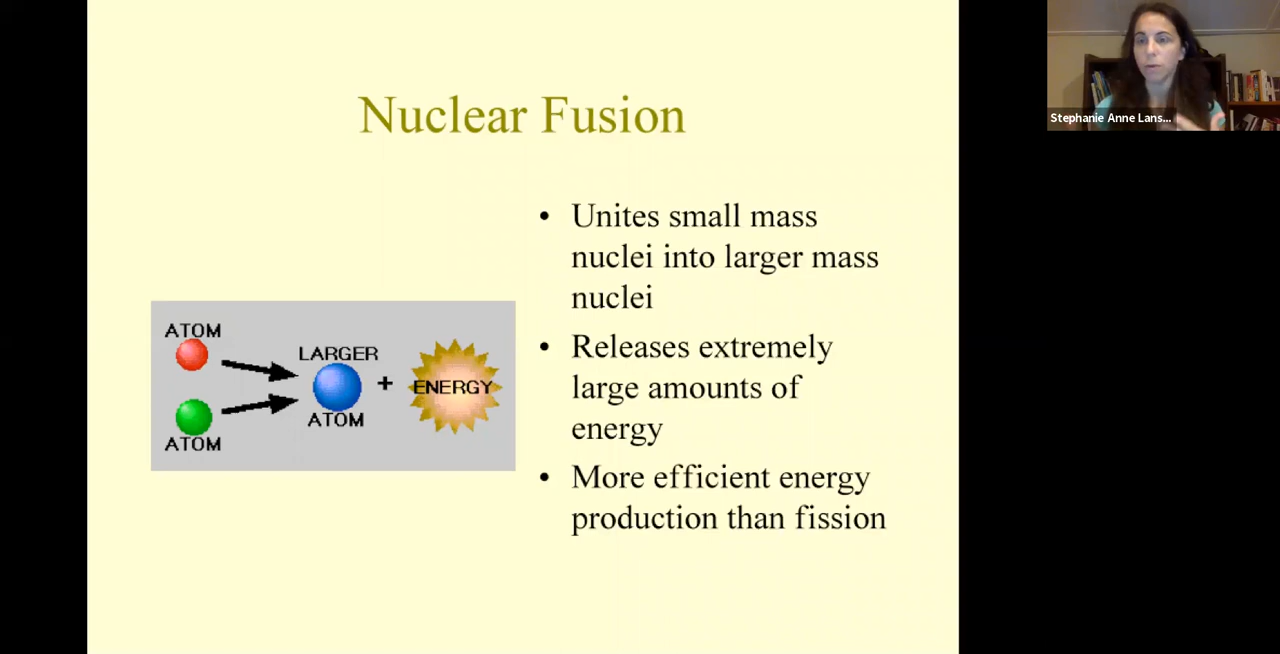 Nuclear Fusion
• Unites small mass
nuclei into larger mass
nuclei
• Releases extremely
large amounts of
energy
• More efficient energy
production than fission
ATOM
LARGER
ATOM
+
ENERGY
ATOM
Stephanie Anne Lans...